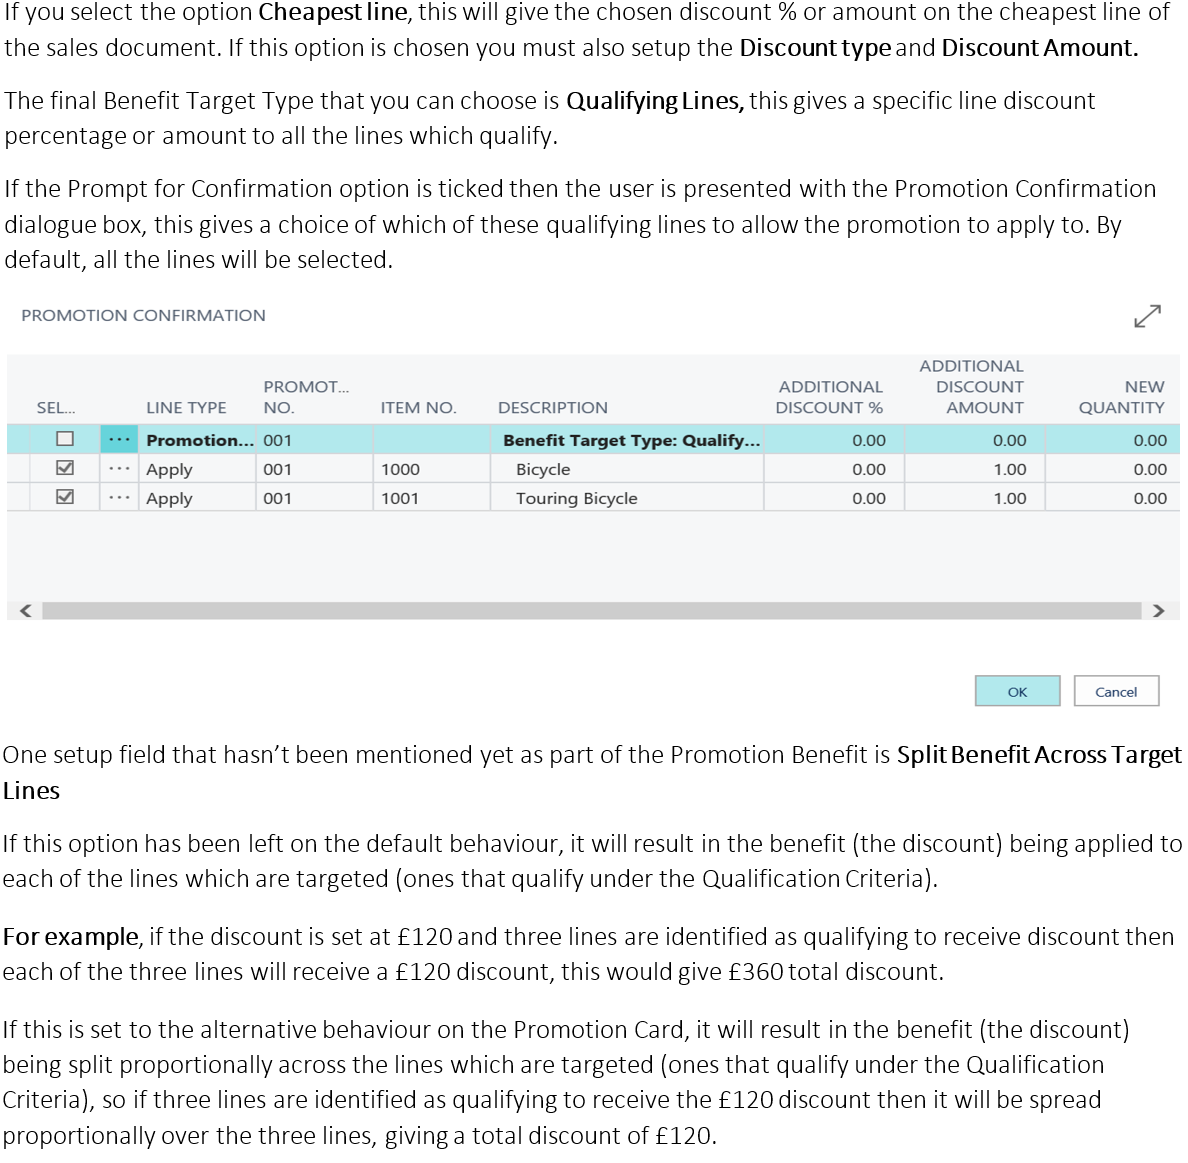 If you select the option Cheapest line, this will give the chosen discount % or amount on the cheapest line of
the sales document. If this option is chosen you must also setup the Discount type and Discount Amount.
The final Benefit Target Type that you can choose is Qualifying Lines, this gives a specific line discount
percentage or amount to all the lines which qualify.
If the Prompt for Confirmation option is ticked then the user is presented with the Promotion Confirmation
dialogue box, this gives a choice of which of these qualifying lines to allow the promotion to apply to. By
default, all the lines will be selected.
PROMOTION CONFIRMATION
SEL... LINE TYPE PROMOT... NO. ITEM NO. DESCRIPTION ADDITIONAL DISCOUNT % ADDITIONAL DISCOUNT AMOUNT NEW QUANTITY
... Promotion... 001 Benefit Target Type: Qualify... 0.00 0.00 0.00
... Apply 001 1000 Bicycle 0.00 1.00 0.00
... Apply 001 1001 Touring Bicycle 0.00 1.00 0.00
OK Cancel
One setup field that hasn’t been mentioned yet as part of the Promotion Benefit is Split Benefit Across Target
Lines
If this option has been left on the default behaviour, it will result in the benefit (the discount) being applied to
each of the lines which are targeted (ones that qualify under the Qualification Criteria).
For example, if the discount is set at £120 and three lines are identified as qualifying to receive discount then
each of the three lines will receive a £120 discount, this would give £360 total discount.
If this is set to the alternative behaviour on the Promotion Card, it will result in the benefit (the discount)
being split proportionally across the lines which are targeted (ones that qualify under the Qualification
Criteria), so if three lines are identified as qualifying to receive the £120 discount then it will be spread
proportionally over the three lines, giving a total discount of £120.